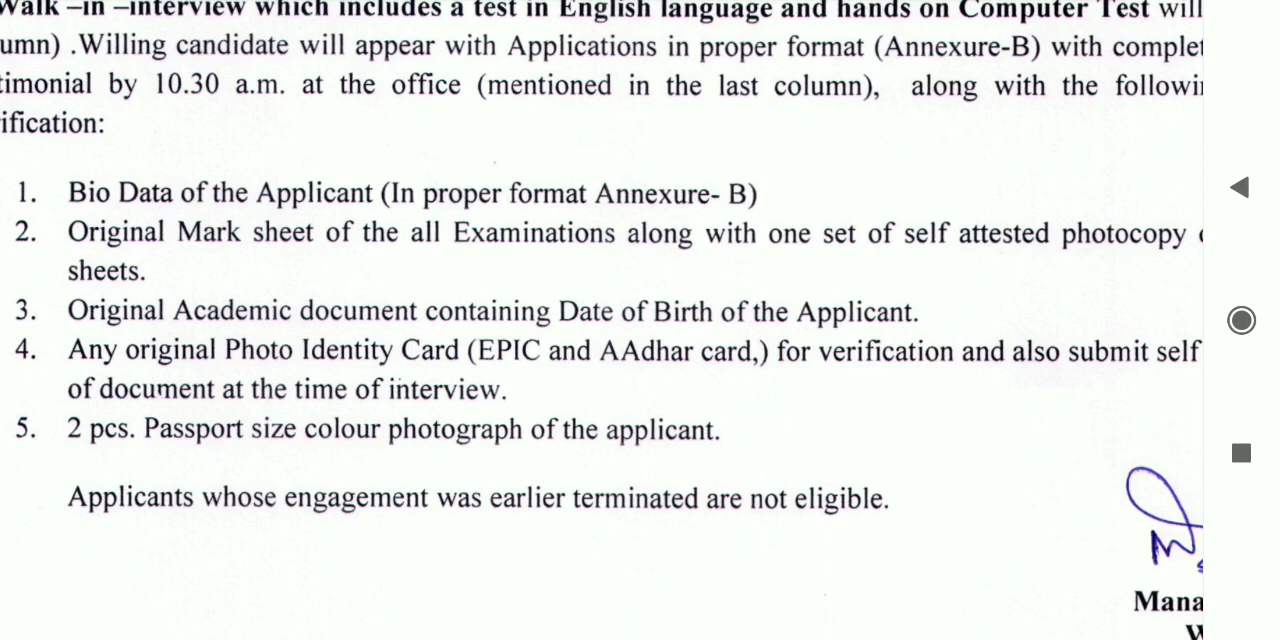 Walk –in –interview which includes a test in English language and hands on Computer Test will
umn) .Willing candidate will appear with Applications in proper format (Annexure-B) with complet
timonial by 10.30 a.m. at the office (mentioned in the last column), along with the followin
ification:
1. Bio Data of the Applicant (In proper format Annexure- B)
2. Original Mark sheet of the all Examinations along with one set of self attested photocopy
sheets.
3. Original Academic document containing Date of Birth of the Applicant.
4. Any original Photo Identity Card (EPIC and AAdhar card,) for verification and also submit self
of document at the time of interview.
5. 2 pcs. Passport size colour photograph of the applicant.
Applicants whose engagement was earlier terminated are not eligible.
Mana